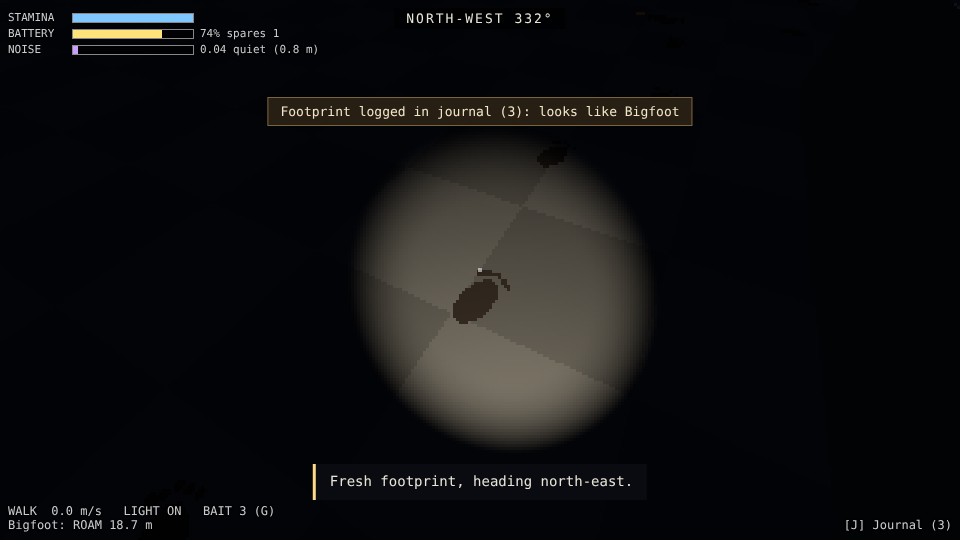 STAMINA
BATTERY 74% spares 1
NOISE 0.04 quiet (0.8 m)
NORTH-WEST 332°
Footprint logged in journal (3): looks like Bigfoot
Fresh footprint, heading north-east.
WALK 0.0 m/s LIGHT ON BAIT 3 (G)
Bigfoot: ROAM 18.7 m
[J] Journal (3)